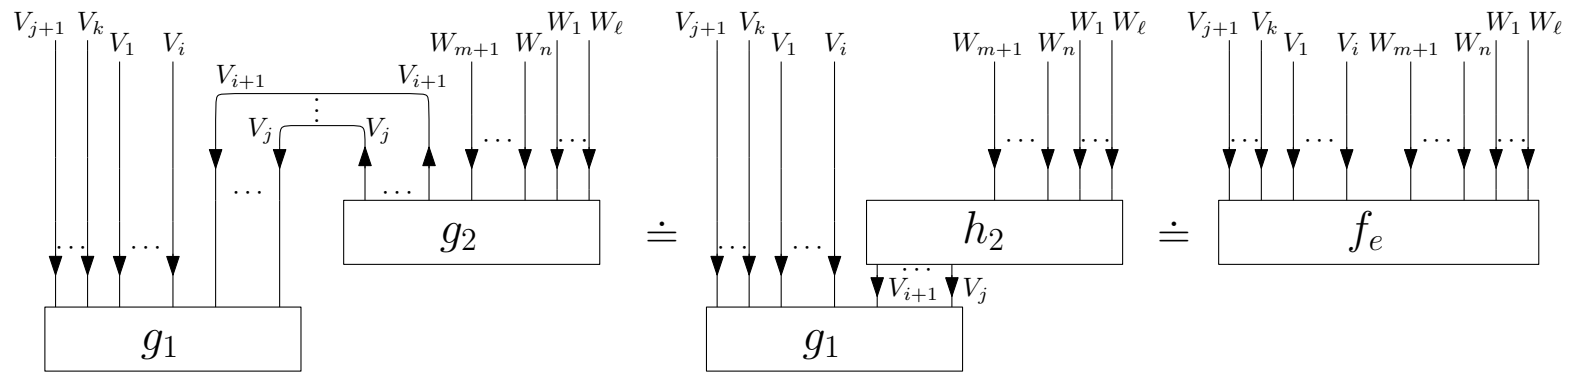 V_{j+1} V_k W_1 W_ℓ V_{j+1} V_k W_1 W_ℓ V_{j+1} V_k W_1 W_ℓ
V_1 V_i W_{m+1} W_n V_1 V_i W_{m+1} W_n V_1 V_i W_{m+1} W_n
V_{i+1} V_{i+1}
⋮
V_j V_j
… … … … … … …
… …
g_2 ≐ h_2 ≐ f_e
… … … …
…
V_{i+1} V_j
g_1 g_1